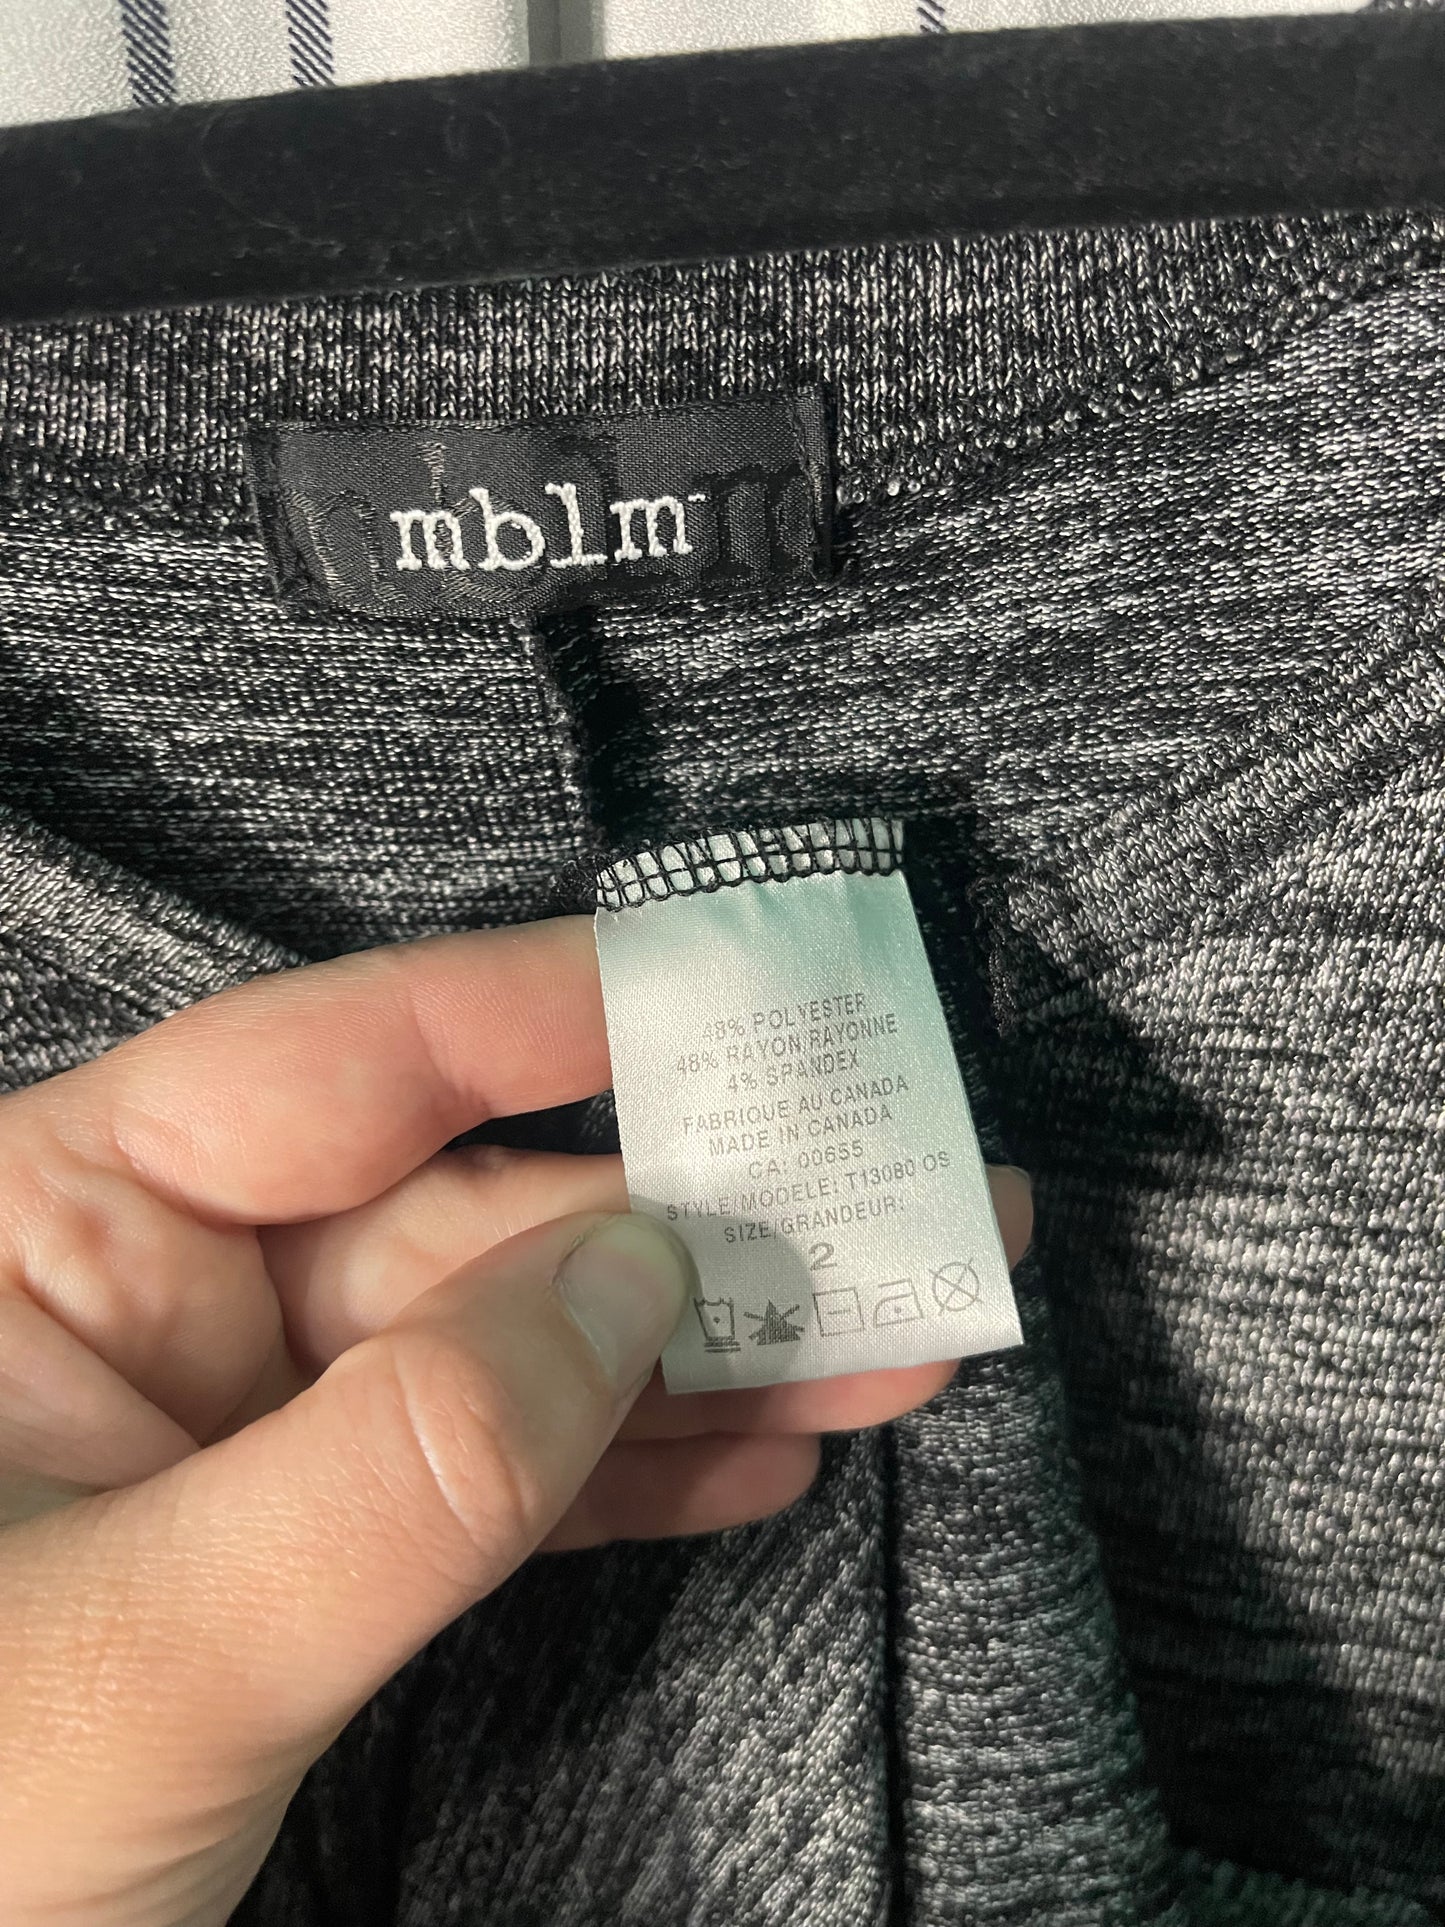 mblm™
48% POLYESTER
48% RAYON/RAYONNE
4% SPANDEX
FABRIQUE AU CANADA
MADE IN CANADA
CA: 00655
STYLE/MODELE: T13080 OS
SIZE/GRANDEUR:
2